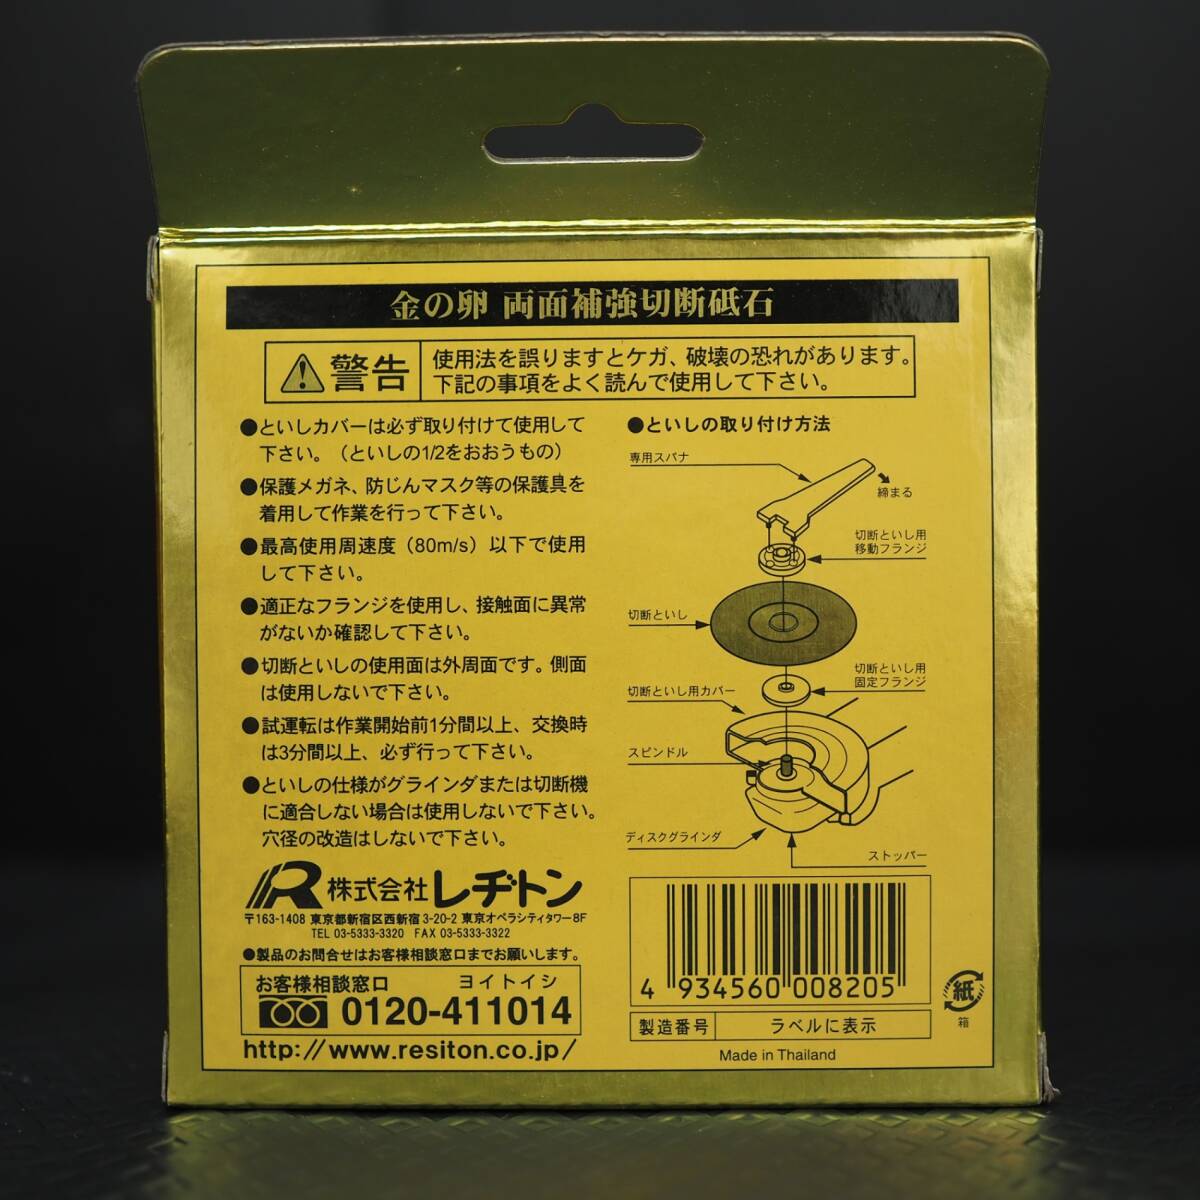 金の卵 両面補強切断砥石
警告
使用法を誤りますとケガ、破壊の恐れがあります。
下記の事項をよく読んで使用して下さい。
●といしカバーは必ず取り付けて使用して
下さい。（といしの1/2をおおうもの）
●保護メガネ、防じんマスク等の保護具を
着用して作業を行って下さい。
●最高使用周速度（80m/s）以下で使用
して下さい。
●適正なフランジを使用し、接触面に異常
がないか確認して下さい。
●切断といしの使用面は外周面です。側面
は使用しないで下さい。
●試運転は作業開始前1分間以上、交換時
は3分間以上、必ず行って下さい。
●といしの仕様がグラインダまたは切断機
に適合しない場合は使用しないで下さい。
穴径の改造はしないで下さい。
●といしの取り付け方法
専用スパナ
締まる
切断といし用
移動フランジ
切断といし
切断といし用
固定フランジ
切断といし用カバー
スピンドル
ディスクグラインダ
ストッパー
R 株式会社 レヂトン
〒163-1408 東京都新宿区西新宿3-20-2 東京オペラシティタワー8F
TEL 03-5333-3320 FAX 03-5333-3322
●製品のお問合せはお客様相談窓口までお願いします。
お客様相談窓口 ヨイトイシ
0120-411014
http://www.resiton.co.jp/
4 934560 008205
製造番号 ラベルに表示
Made in Thailand
紙
箱